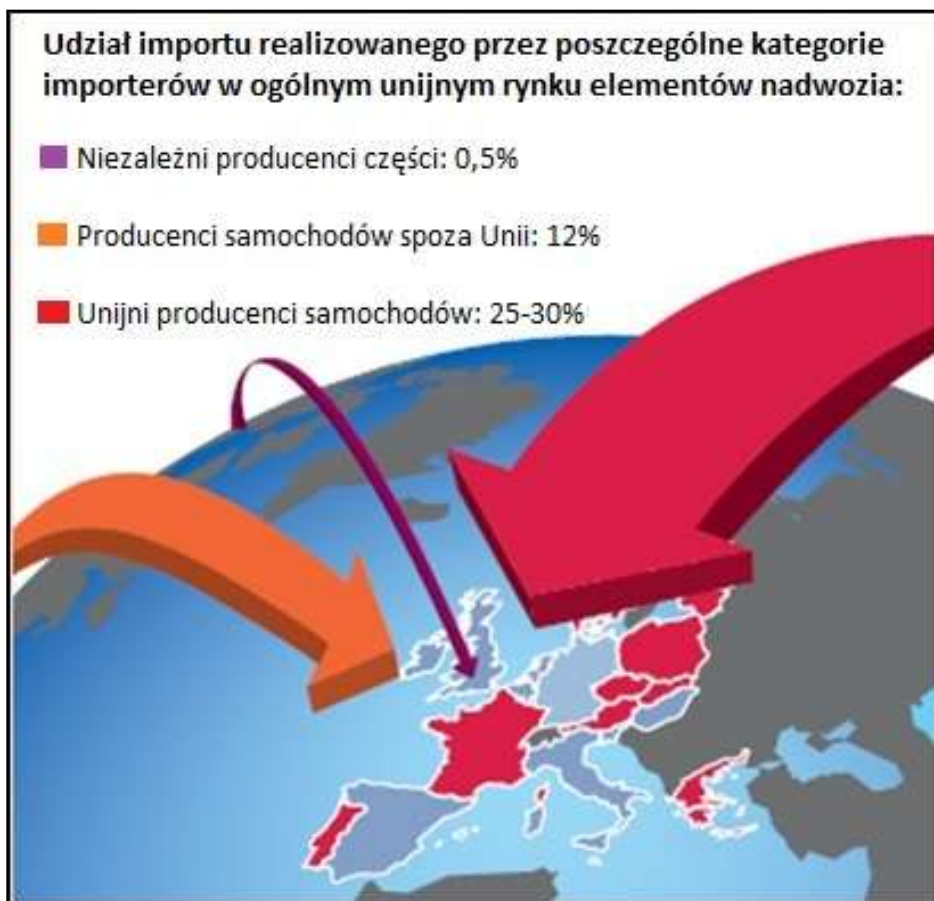 Udział importu realizowanego przez poszczególne kategorie
importerów w ogólnym unijnym rynku elementów nadwozia:
Niezależni producenci części: 0,5%
Producenci samochodów spoza Unii: 12%
Unijni producenci samochodów: 25-30%